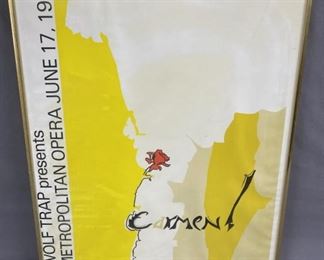 WOLF TRAP presents
METROPOLITAN OPERA JUNE 17, 19
Carmen!